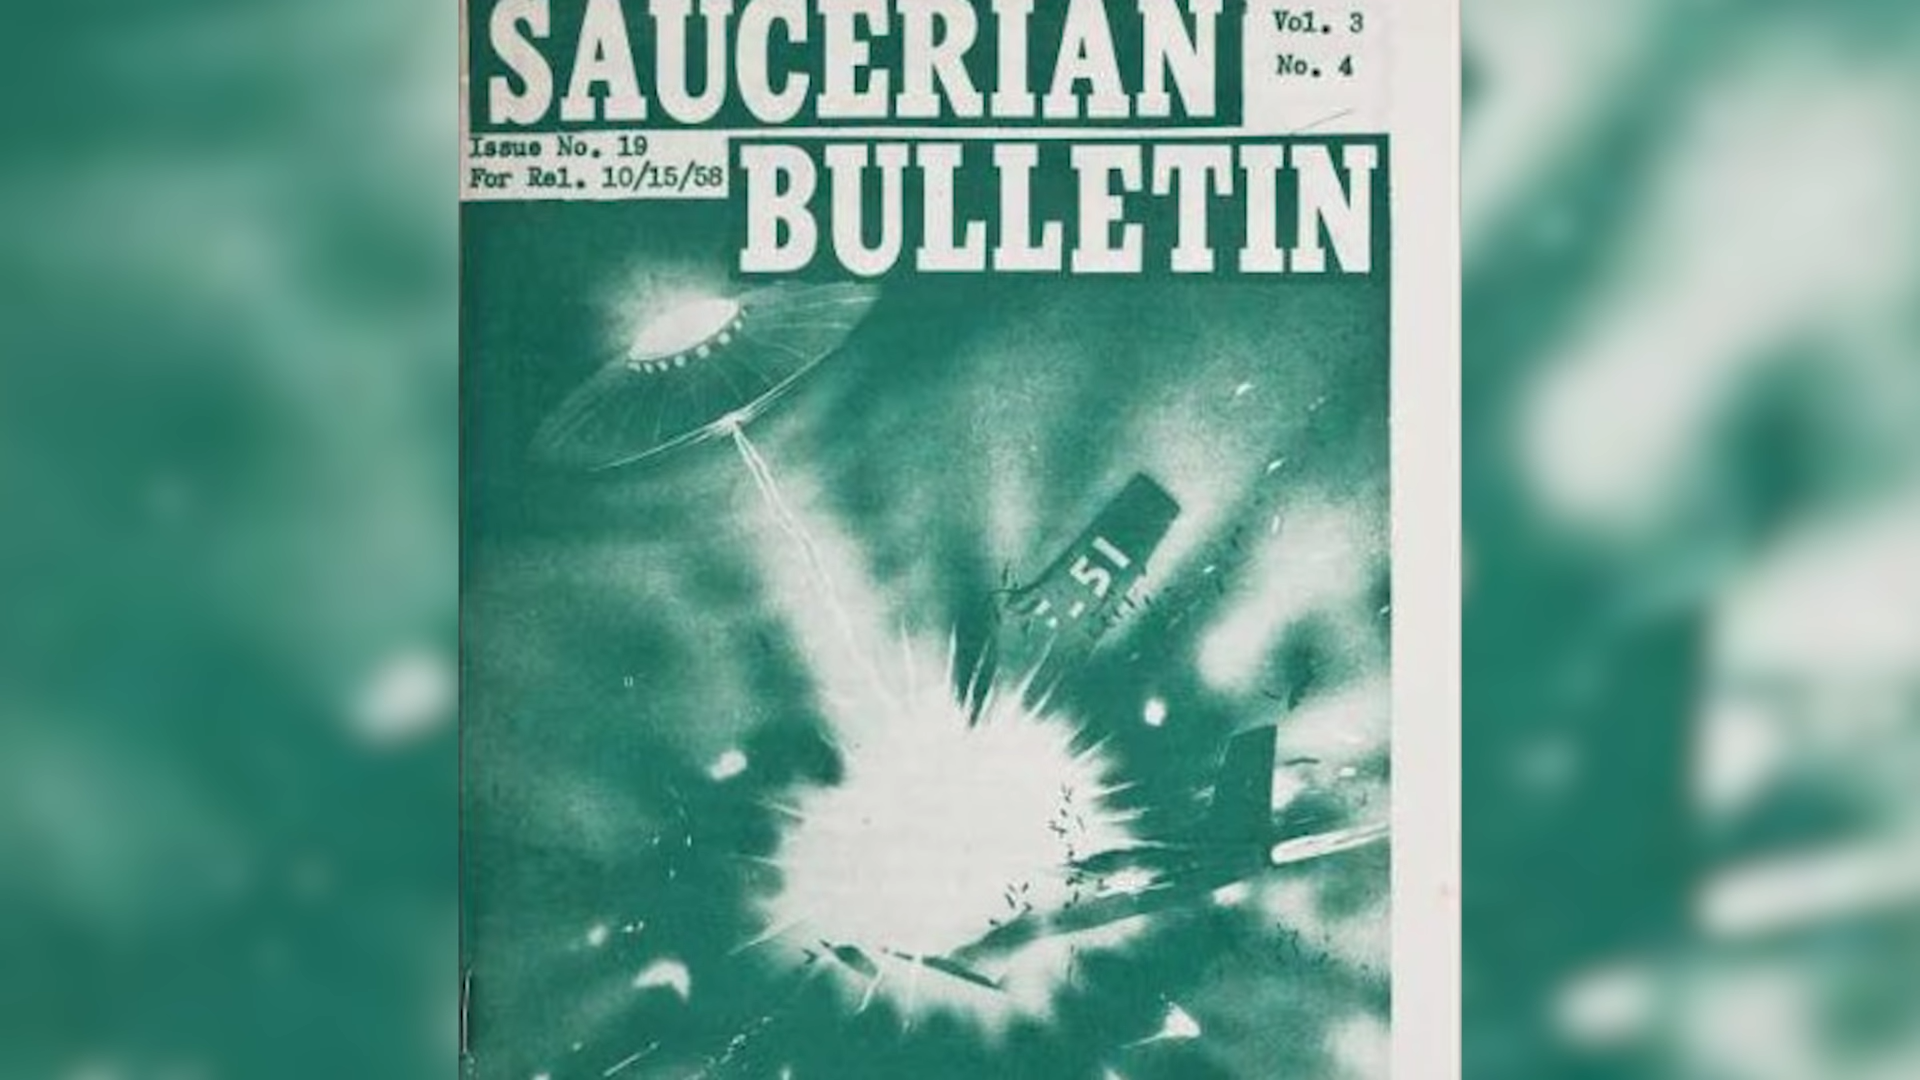 SAUCERIAN
Vol. 3
No. 4
Issue No. 19
For Rel. 10/15/58
BULLETIN
-51